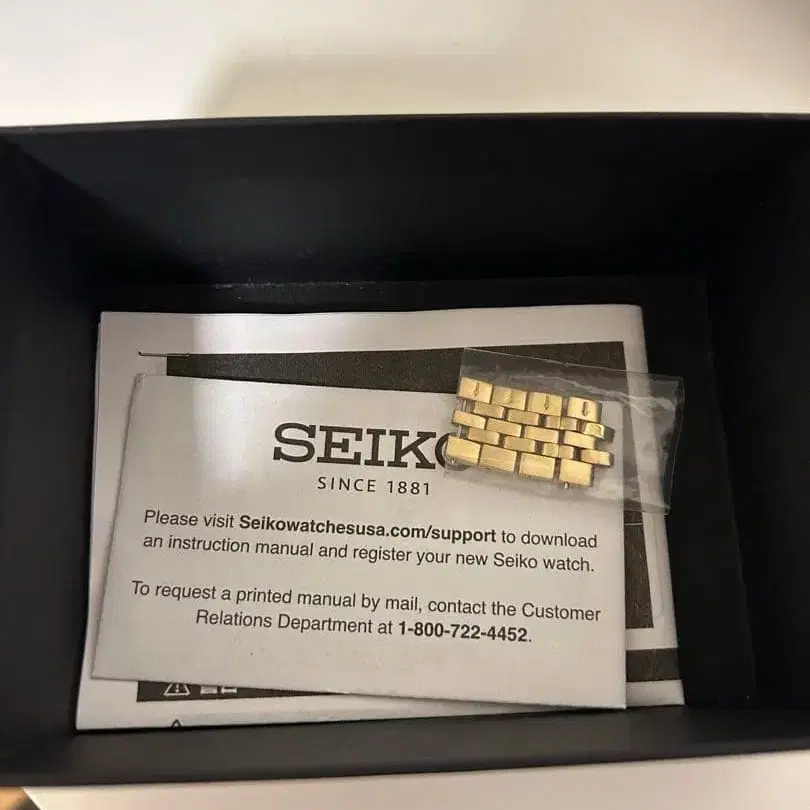 SEIKO
SINCE 1881
Please visit Seikowatchesusa.com/support to download
an instruction manual and register your new Seiko watch.
To request a printed manual by mail, contact the Customer
Relations Department at 1-800-722-4452.